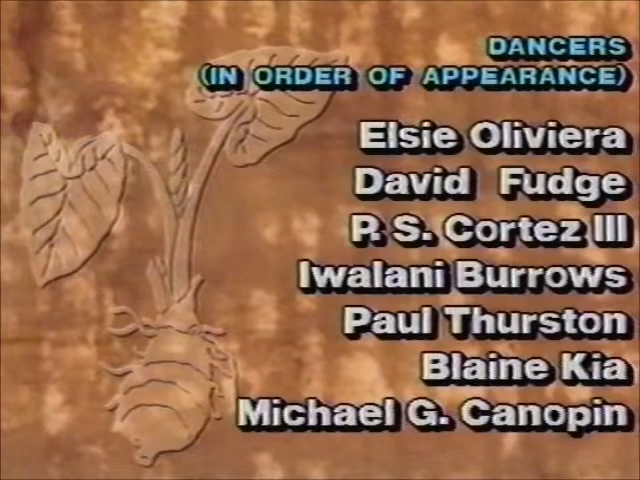 DANCERS
(IN ORDER OF APPEARANCE)
Elsie Oliviera
David Fudge
P. S. Cortez III
Iwalani Burrows
Paul Thurston
Blaine Kia
Michael G. Canopin